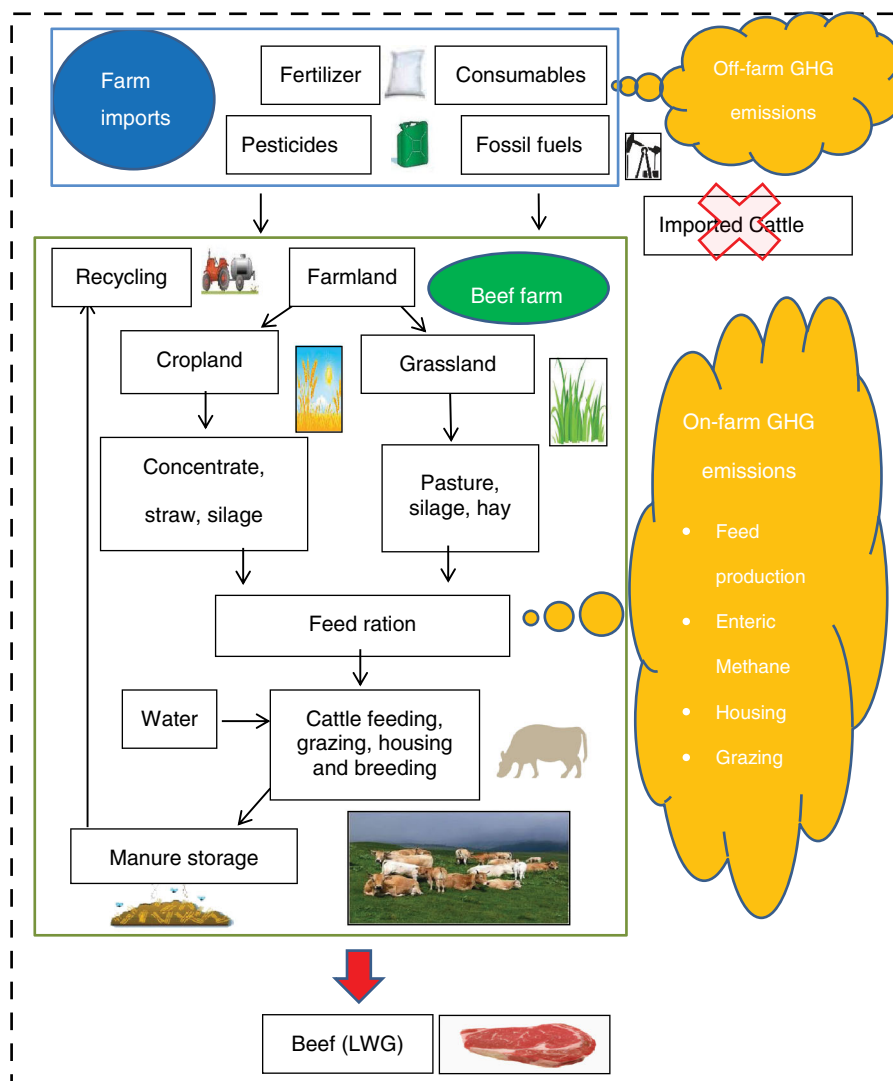 Farm
imports
Fertilizer
Consumables
Pesticides
Fossil fuels
Off-farm GHG
emissions
Imported Cattle
Recycling
Farmland
Beef farm
Cropland
Grassland
Concentrate,
straw, silage
Pasture,
silage, hay
Feed ration
Water
Cattle feeding,
grazing, housing
and breeding
Manure storage
On-farm GHG
emissions
• Feed
production
• Enteric
Methane
• Housing
• Grazing
Beef (LWG)